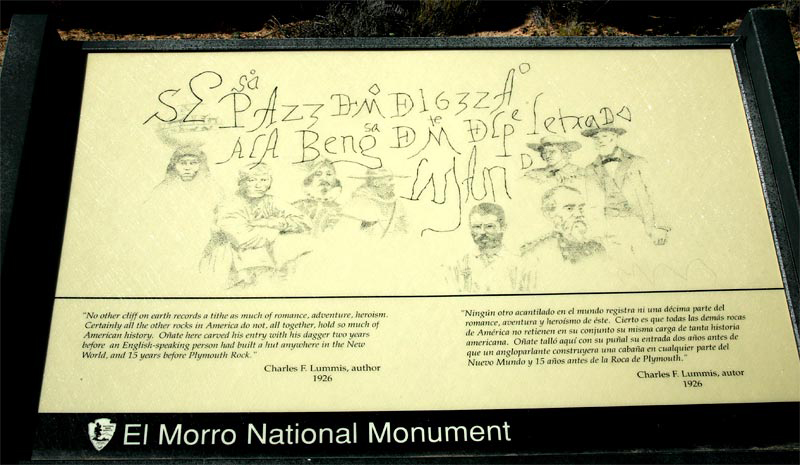 "No other cliff on earth records a tithe as much of romance, adventure, heroism.
Certainly all the other rocks in America do not, all together, hold so much of
American history. Oñate here carved his entry with his dagger two years
before an English-speaking person had built a hut anywhere in the New
World, and 15 years before Plymouth Rock."
Charles F. Lummis, author
1926
"Ningún otro acantilado en el mundo registra ni una décima parte del
romance, aventura y heroísmo de éste. Cierto es que todas las demás rocas
de América no retienen en su conjunto su misma carga de tanta historia
americana. Oñate talló aquí con su puñal su entrada dos años antes de
que un angloparlante construyera una cabaña en cualquier parte del
Nuevo Mundo y 15 años antes de la Roca de Plymouth."
Charles F. Lummis, autor
1926
El Morro National Monument